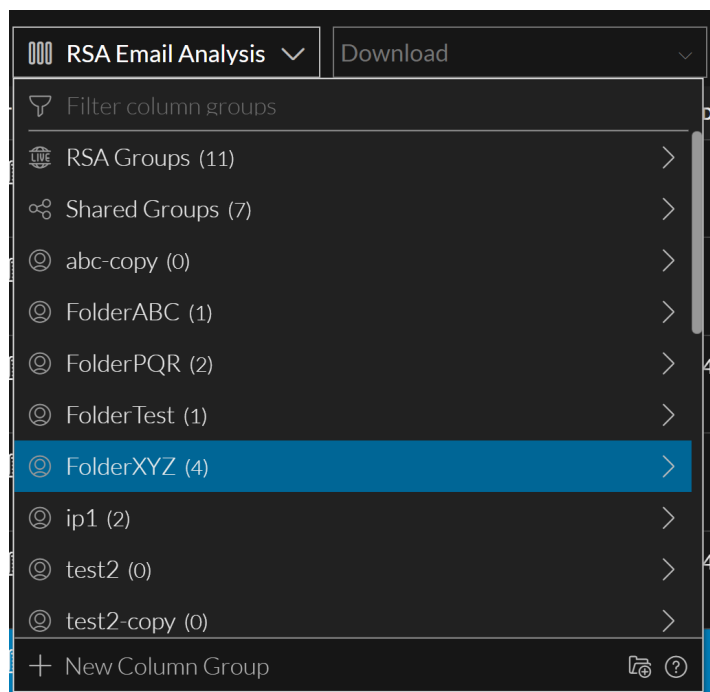 RSA Email Analysis
Download
Filter column groups
LIVE RSA Groups (11)
Shared Groups (7)
abc-copy (0)
FolderABC (1)
FolderPQR (2)
FolderTest (1)
FolderXYZ (4)
ip1 (2)
test2 (0)
test2-copy (0)
New Column Group